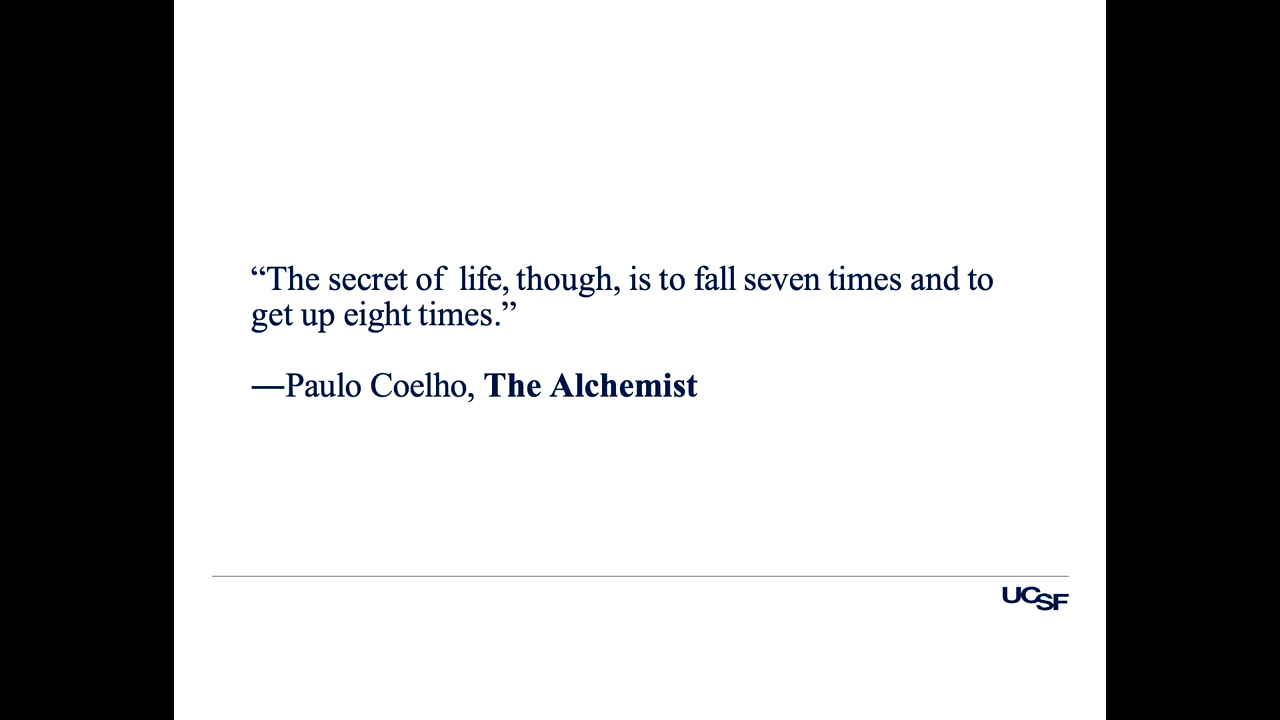 “The secret of life, though, is to fall seven times and to
get up eight times.”
—Paulo Coelho, The Alchemist
UCSF